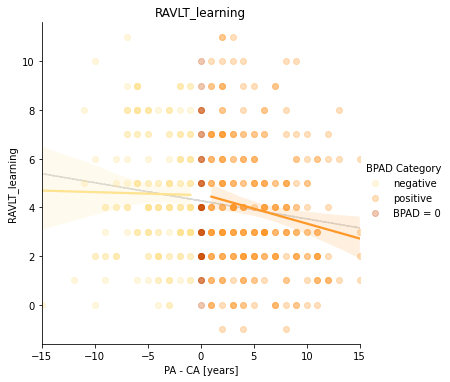 RAVLT_learning
RAVLT_learning
10
8
6
4
2
0
BPAD Category
negative
positive
BPAD = 0
−15
−10
−5
0
5
10
15
PA - CA [years]